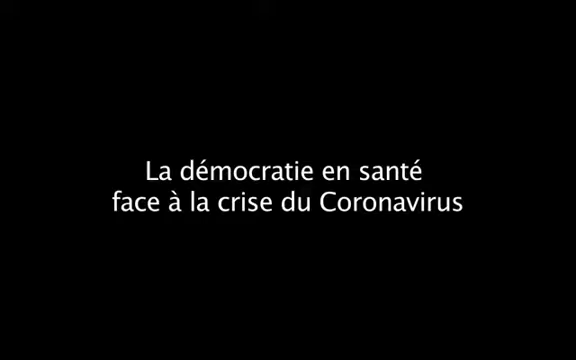 La démocratie en santé
face à la crise du Coronavirus